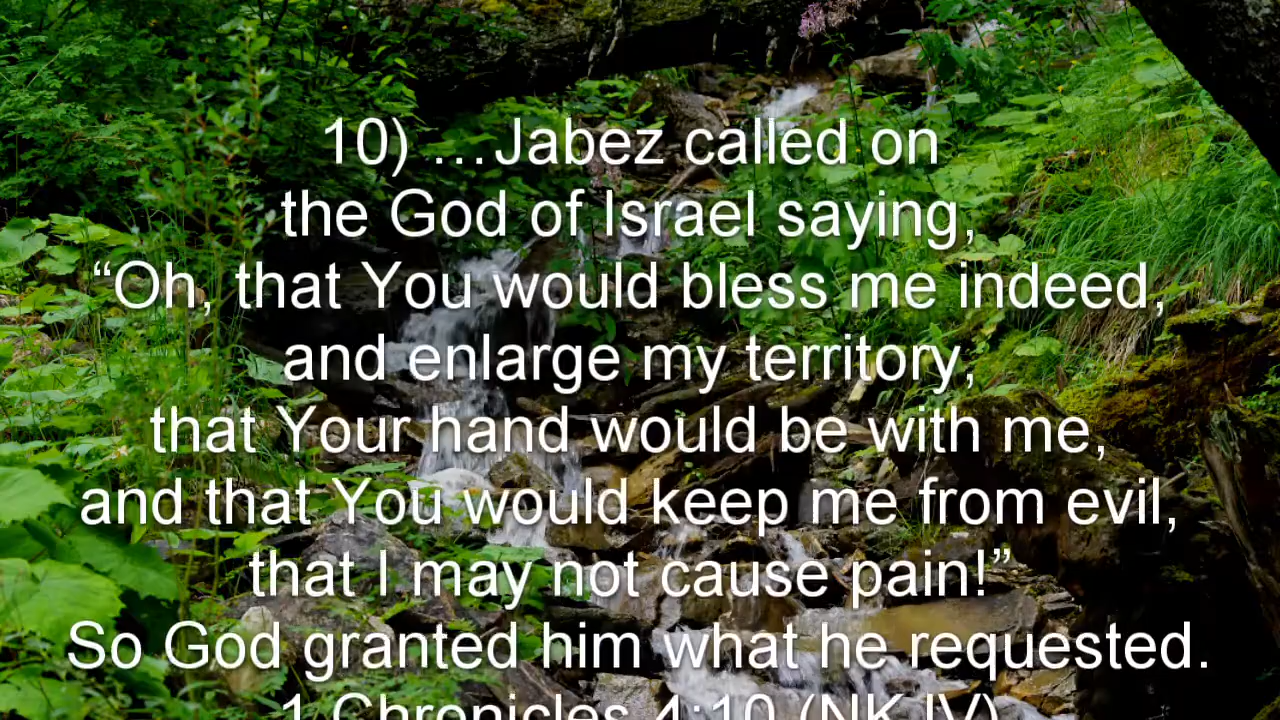 10) …Jabez called on
the God of Israel saying,
“Oh, that You would bless me indeed,
and enlarge my territory,
that Your hand would be with me,
and that You would keep me from evil,
that I may not cause pain!”
So God granted him what he requested.
1 Chronicles 4:10 (NKJV)